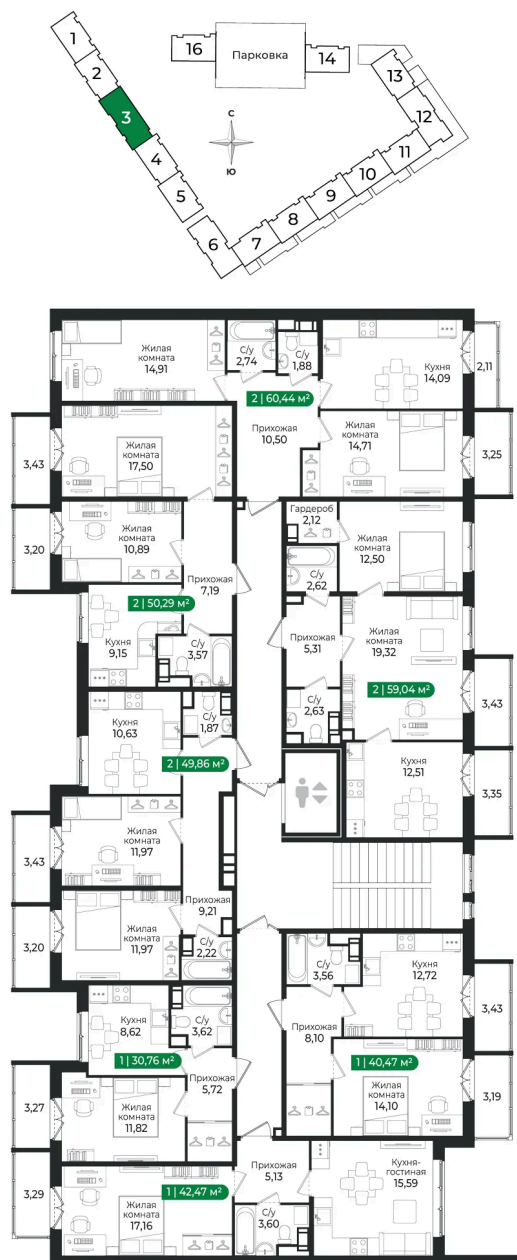 1
2
3
4
5
6
7
8
9
10
11
12
13
14
16
Парковка
С
Ю
Жилая
комната
14,91
С/у
2,74
С/у
1,88
Кухня
14,09
2,11
2 | 60,44 м²
Прихожая
10,50
3,43
Жилая
комната
17,50
Жилая
комната
14,71
3,25
3,20
Жилая
комната
10,89
Гардероб
2,12
Жилая
комната
12,50
С/у
2,62
Прихожая
7,19
2 | 50,29 м²
Кухня
9,15
С/у
3,57
Прихожая
5,31
Жилая
комната
19,32
2 | 59,04 м²
С/у
2,63
3,43
Кухня
10,63
С/у
1,87
2 | 49,86 м²
Кухня
12,51
3,35
3,43
Жилая
комната
11,97
Прихожая
9,21
3,20
Жилая
комната
11,97
С/у
2,22
С/у
3,56
Кухня
12,72
3,43
Кухня
8,62
С/у
3,62
Прихожая
8,10
1 | 30,76 м²
1 | 40,47 м²
Прихожая
5,72
3,27
Жилая
комната
11,82
Жилая
комната
14,10
3,19
3,29
1 | 42,47 м²
Жилая
комната
17,16
Прихожая
5,13
С/у
3,60
Кухня-
гостиная
15,59